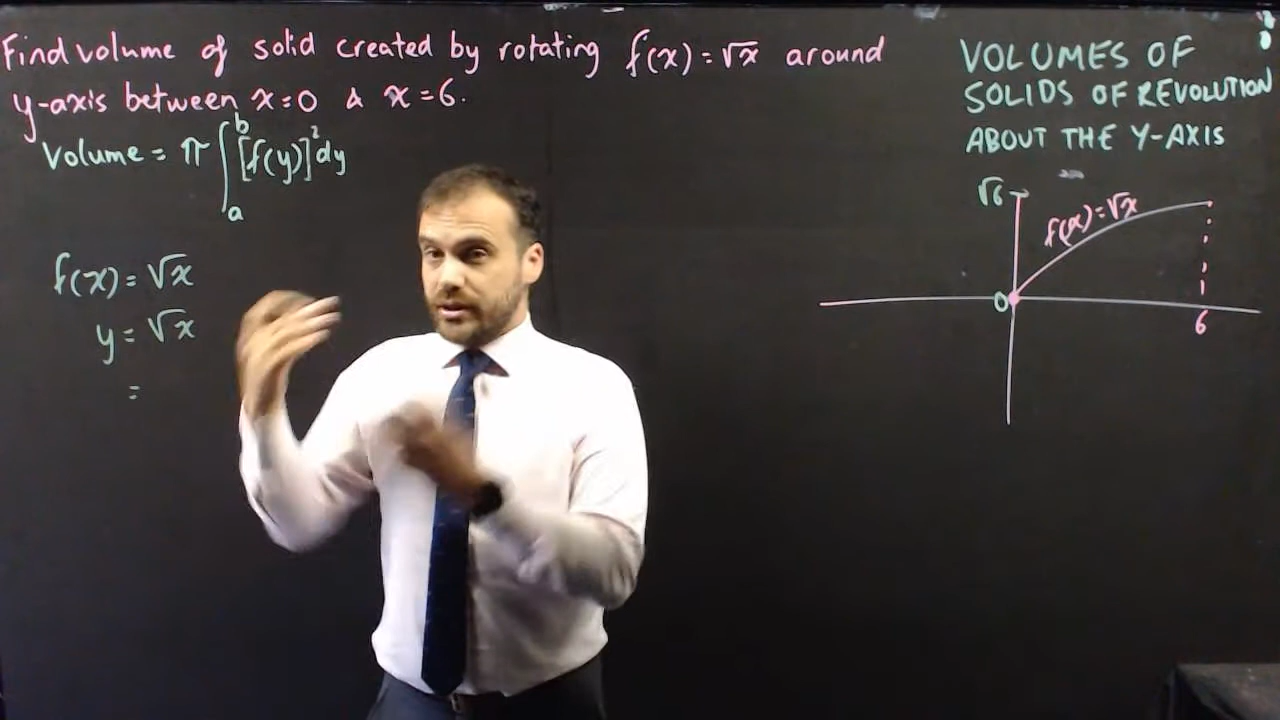 Find volume of solid created by rotating f(x) = √x around
y-axis between x=0 & x=6.
Volume = π ∫ₐᵇ [f(y)]² dy
f(x) = √x
y = √x
=
VOLUMES OF
SOLIDS OF REVOLUTION
ABOUT THE Y-AXIS
√6
f(x)=√x
0
6